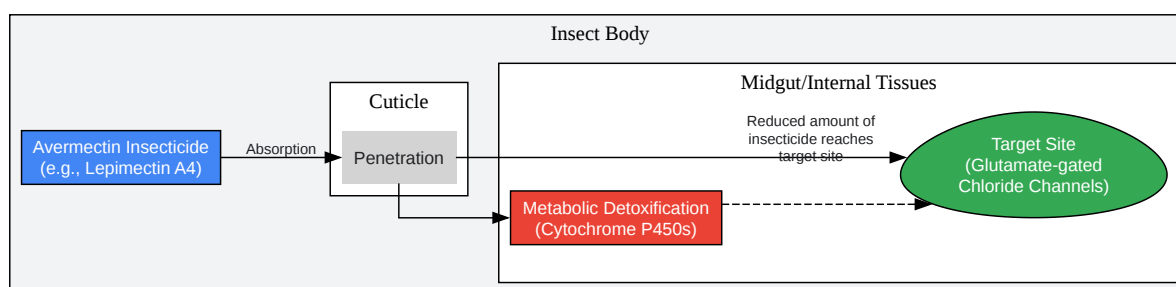 Insect Body
Midgut/Internal Tissues
Cuticle
Avermectin Insecticide
(e.g., Lepimectin A4)
Absorption
Penetration
Reduced amount of
insecticide reaches
target site
Target Site
(Glutamate-gated
Chloride Channels)
Metabolic Detoxification
(Cytochrome P450s)